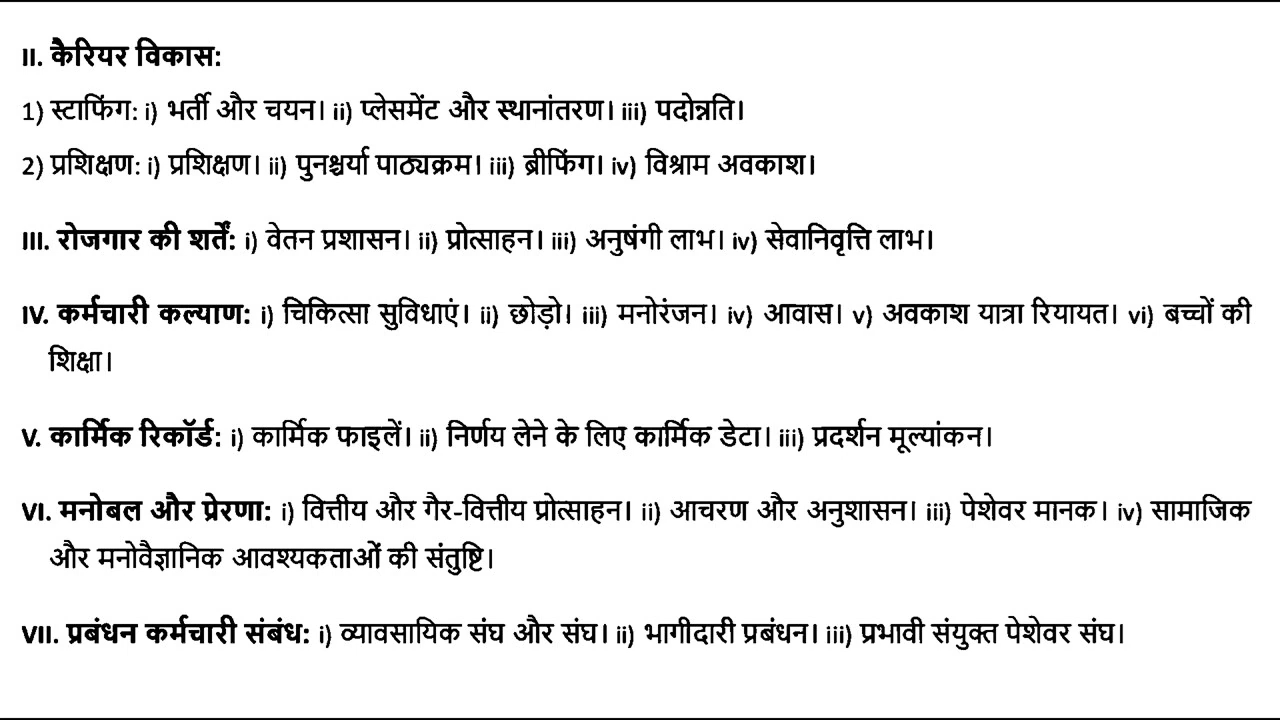 II. कैरियर विकास:
1) स्टाफिंग: i) भर्ती और चयन। ii) प्लेसमेंट और स्थानांतरण। iii) पदोन्नति।
2) प्रशिक्षण: i) प्रशिक्षण। ii) पुनश्चर्या पाठ्यक्रम। iii) ब्रीफिंग। iv) विश्राम अवकाश।
III. रोजगार की शर्तें: i) वेतन प्रशासन। ii) प्रोत्साहन। iii) अनुषंगी लाभ। iv) सेवानिवृत्ति लाभ।
IV. कर्मचारी कल्याण: i) चिकित्सा सुविधाएं। ii) छोड़ो। iii) मनोरंजन। iv) आवास। v) अवकाश यात्रा रियायत। vi) बच्चों की
शिक्षा।
V. कार्मिक रिकॉर्ड: i) कार्मिक फाइलें। ii) निर्णय लेने के लिए कार्मिक डेटा। iii) प्रदर्शन मूल्यांकन।
VI. मनोबल और प्रेरणा: i) वित्तीय और गैर-वित्तीय प्रोत्साहन। ii) आचरण और अनुशासन। iii) पेशेवर मानक। iv) सामाजिक
और मनोवैज्ञानिक आवश्यकताओं की संतुष्टि।
VII. प्रबंधन कर्मचारी संबंध: i) व्यावसायिक संघ और संघ। ii) भागीदारी प्रबंधन। iii) प्रभावी संयुक्त पेशेवर संघ।